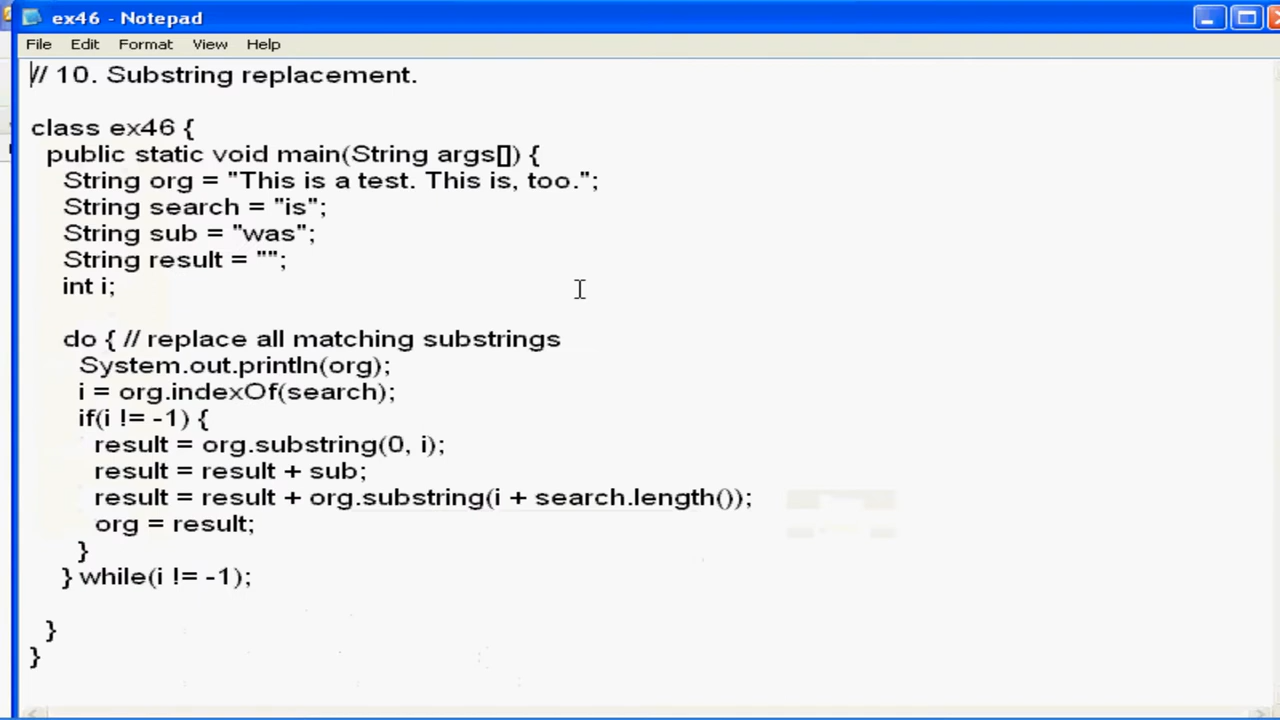 ex46 - Notepad
File Edit Format View Help
// 10. Substring replacement.
class ex46 {
public static void main(String args[]) {
String org = "This is a test. This is, too.";
String search = "is";
String sub = "was";
String result = "";
int i;
do { // replace all matching substrings
System.out.println(org);
i = org.indexOf(search);
if(i != -1) {
result = org.substring(0, i);
result = result + sub;
result = result + org.substring(i + search.length());
org = result;
}
} while(i != -1);
}
}